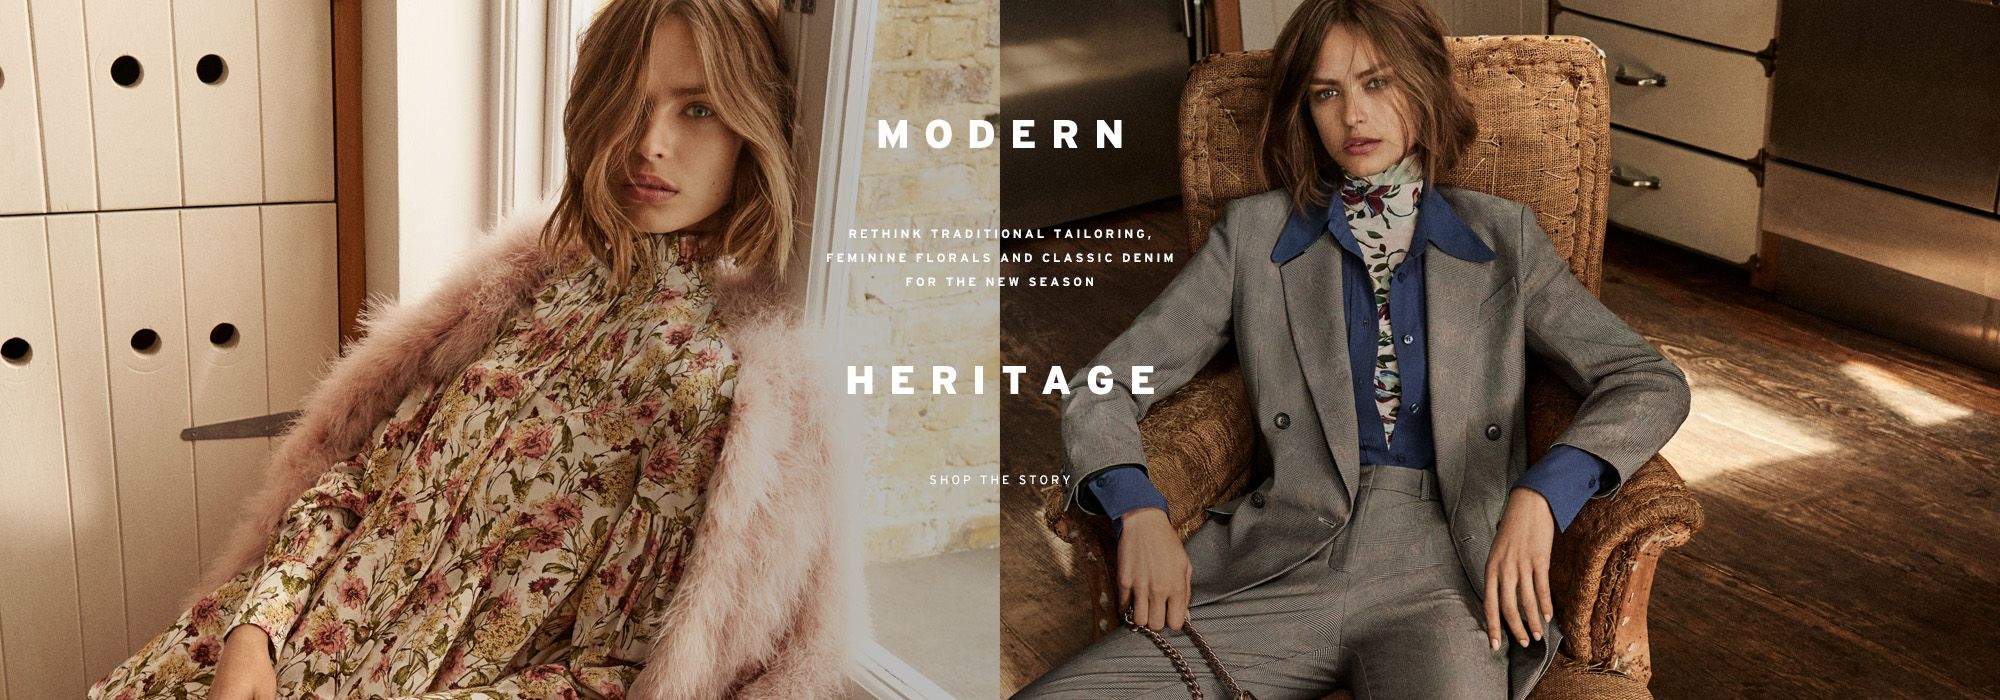 MODERN
RETHINK TRADITIONAL TAILORING,
FEMININE FLORALS AND CLASSIC DENIM
FOR THE NEW SEASON
HERITAGE
SHOP THE STORY